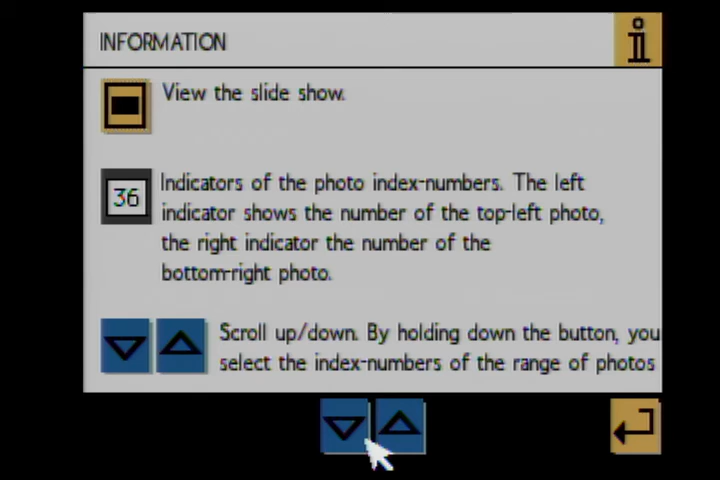 INFORMATION
View the slide show.
36
Indicators of the photo index-numbers. The left
indicator shows the number of the top-left photo,
the right indicator the number of the
bottom-right photo.
Scroll up/down. By holding down the button, you
select the index-numbers of the range of photos